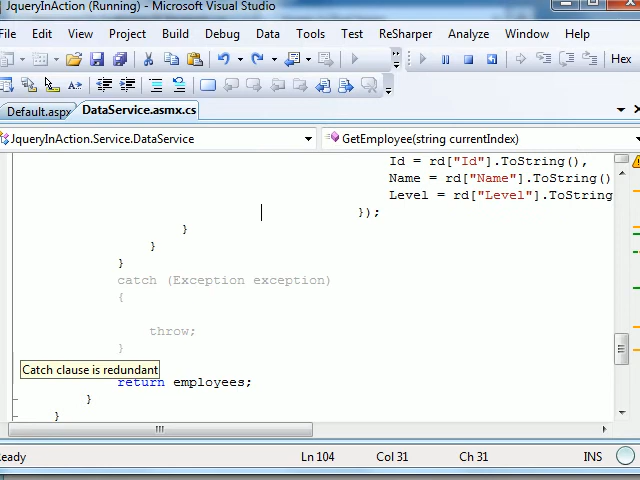 JqueryInAction (Running) - Microsoft Visual Studio
File Edit View Project Build Debug Data Tools Test ReSharper Analyze Window Help
Hex
Default.aspx DataService.asmx.cs
JqueryInAction.Service.DataService GetEmployee(string currentIndex)
Id = rd["Id"].ToString(),
Name = rd["Name"].ToString()
Level = rd["Level"].ToString
});
}
}
}
catch (Exception exception)
{
throw;
}
Catch clause is redundant
return employees;
}
}
eady Ln 104 Col 31 Ch 31 INS